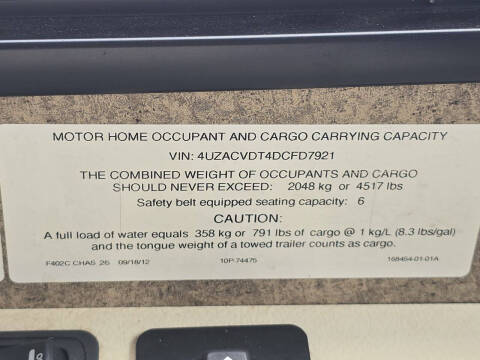 MOTOR HOME OCCUPANT AND CARGO CARRYING CAPACITY
VIN: 4UZACVDT4DCFD7921
THE COMBINED WEIGHT OF OCCUPANTS AND CARGO
SHOULD NEVER EXCEED: 2048 kg or 4517 lbs
Safety belt equipped seating capacity: 6
CAUTION:
A full load of water equals 358 kg or 791 lbs of cargo @ 1 kg/L (8.3 lbs/gal)
and the tongue weight of a towed trailer counts as cargo.
F402C CHAS 26 09/18/12 10P-74475 168464-01-01A